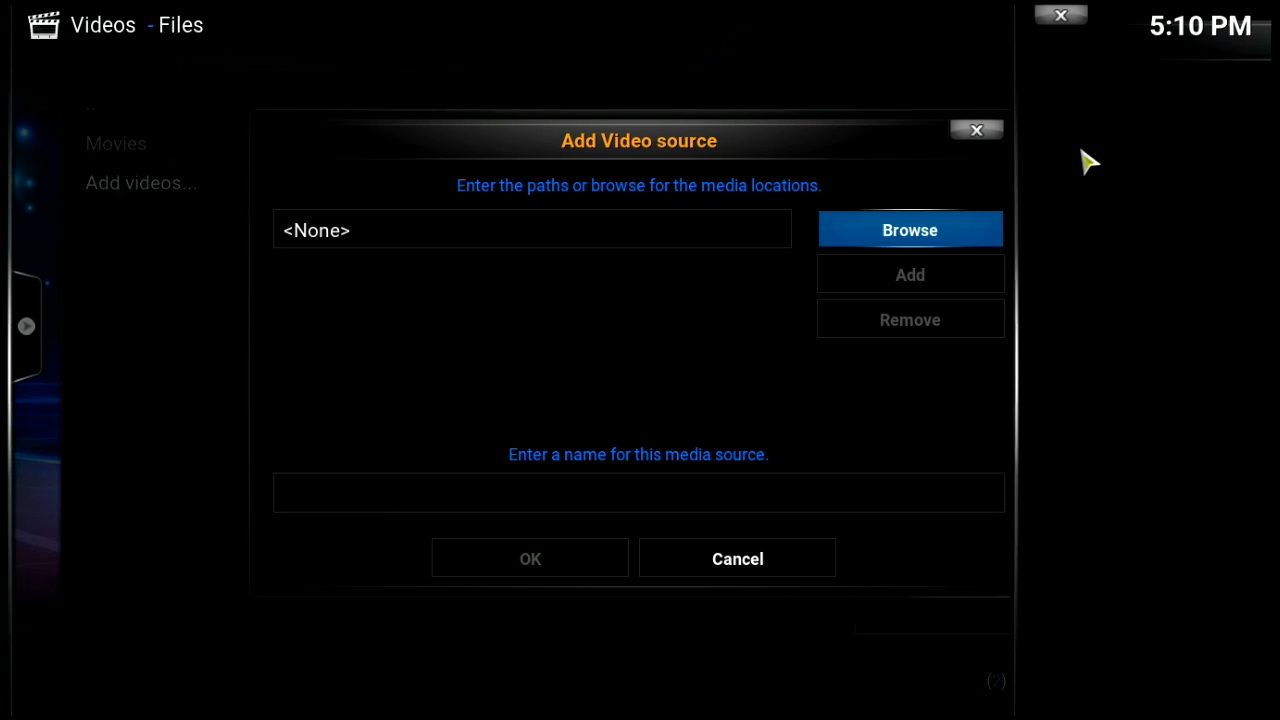 Videos - Files
5:10 PM
..
Movies
Add videos...
Add Video source
Enter the paths or browse for the media locations.
<None>
Browse
Add
Remove
Enter a name for this media source.
OK
Cancel
(2)